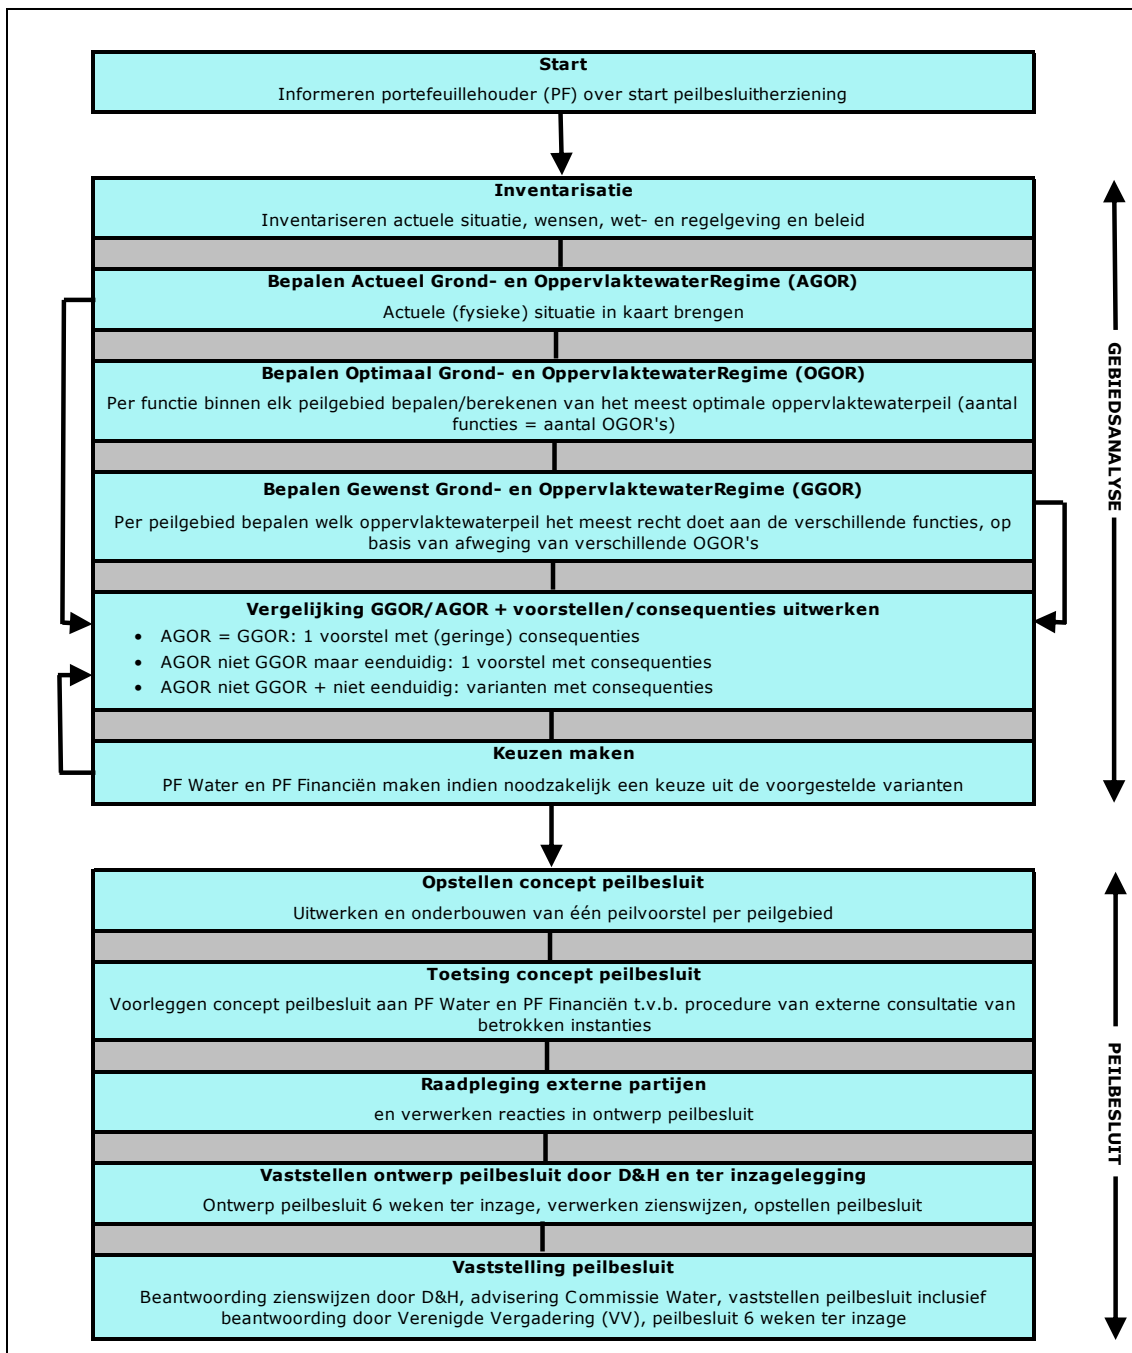 Start
Informeren portefeuillehouder (PF) over start peilbesluitherziening
Inventarisatie
Inventariseren actuele situatie, wensen, wet- en regelgeving en beleid
Bepalen Actueel Grond- en OppervlaktewaterRegime (AGOR)
Actuele (fysieke) situatie in kaart brengen
Bepalen Optimaal Grond- en OppervlaktewaterRegime (OGOR)
Per functie binnen elk peilgebied bepalen/berekenen van het meest optimale oppervlaktewaterpeil (aantal
functies = aantal OGOR's)
Bepalen Gewenst Grond- en OppervlaktewaterRegime (GGOR)
Per peilgebied bepalen welk oppervlaktewaterpeil het meest recht doet aan de verschillende functies, op
basis van afweging van verschillende OGOR's
Vergelijking GGOR/AGOR + voorstellen/consequenties uitwerken
• AGOR = GGOR: 1 voorstel met (geringe) consequenties
• AGOR niet GGOR maar eenduidig: 1 voorstel met consequenties
• AGOR niet GGOR + niet eenduidig: varianten met consequenties
Keuzen maken
PF Water en PF Financiën maken indien noodzakelijk een keuze uit de voorgestelde varianten
GEBIEDSANALYSE
Opstellen concept peilbesluit
Uitwerken en onderbouwen van één peilvoorstel per peilgebied
Toetsing concept peilbesluit
Voorleggen concept peilbesluit aan PF Water en PF Financiën t.v.b. procedure van externe consultatie van
betrokken instanties
Raadpleging externe partijen
en verwerken reacties in ontwerp peilbesluit
Vaststellen ontwerp peilbesluit door D&H en ter inzagelegging
Ontwerp peilbesluit 6 weken ter inzage, verwerken zienswijzen, opstellen peilbesluit
Vaststelling peilbesluit
Beantwoording zienswijzen door D&H, advisering Commissie Water, vaststellen peilbesluit inclusief
beantwoording door Verenigde Vergadering (VV), peilbesluit 6 weken ter inzage
PEILBESLUIT